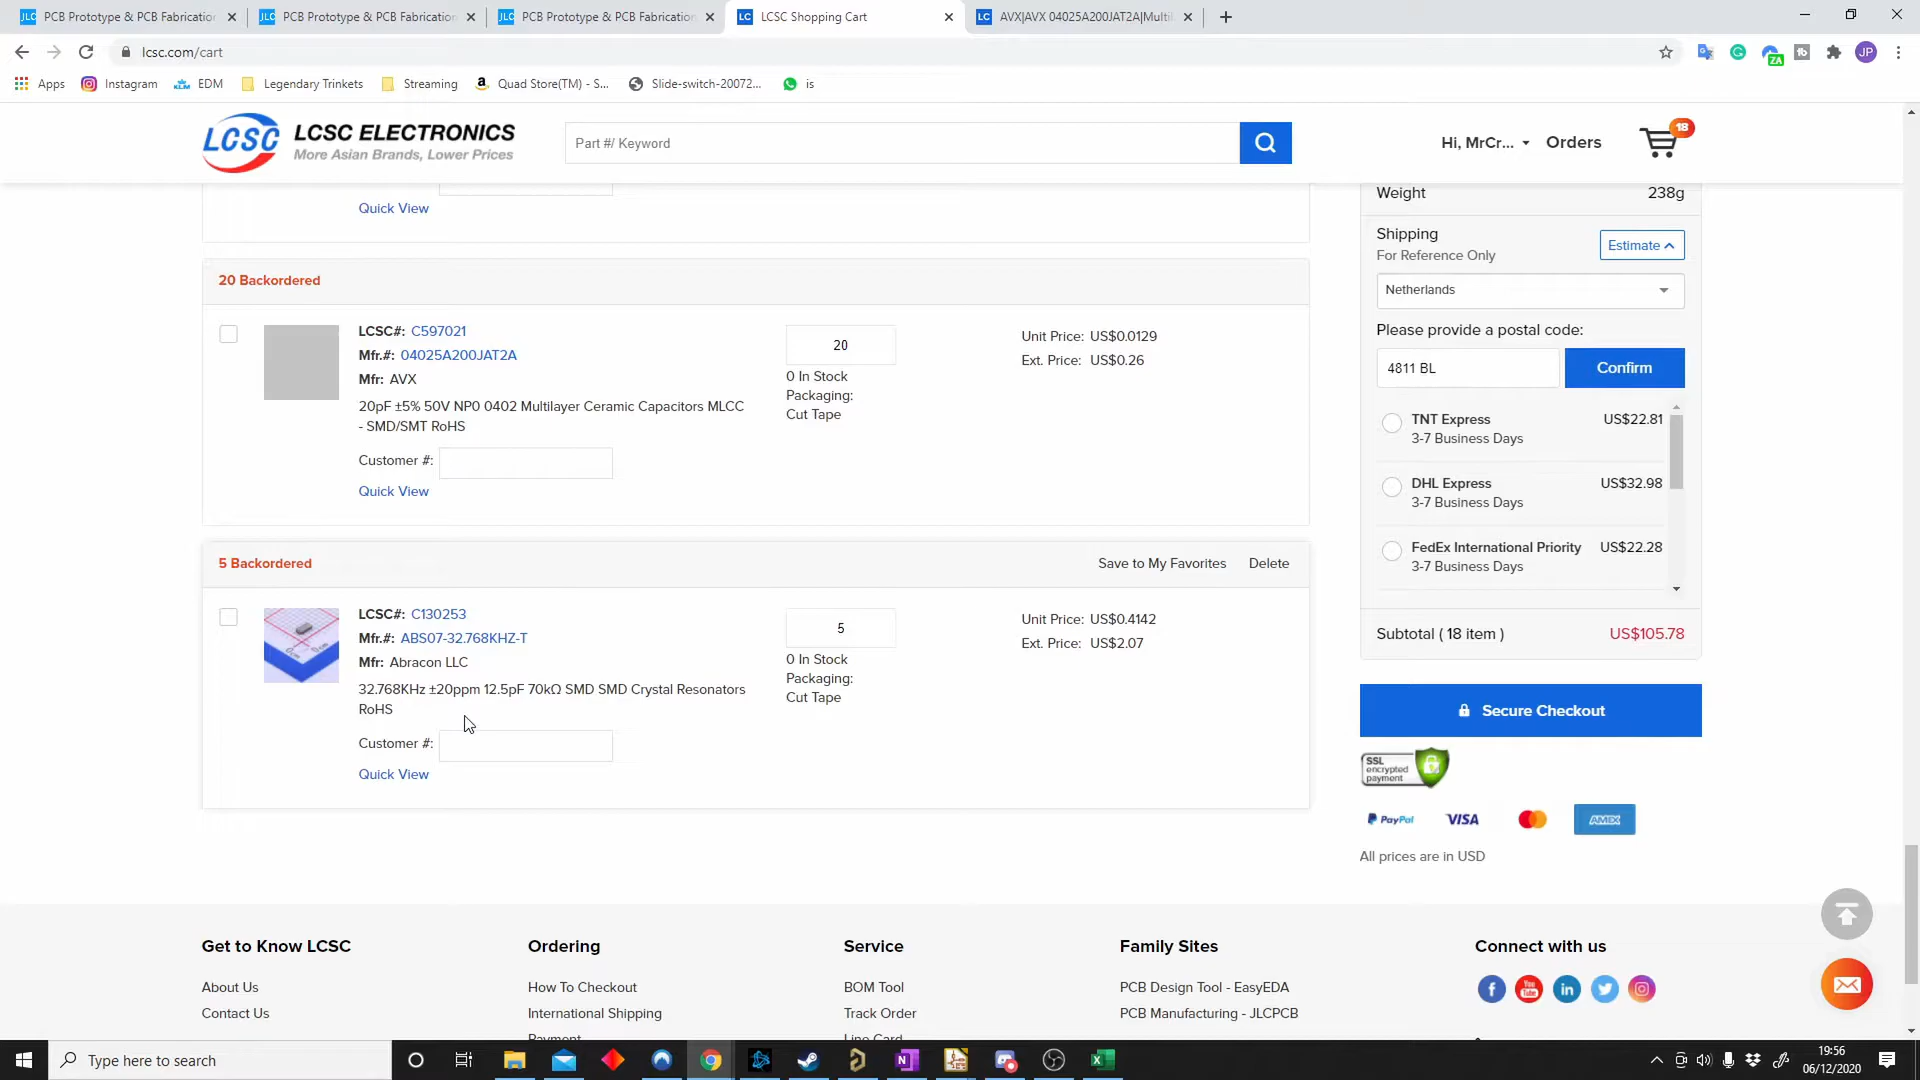 PCB Prototype & PCB Fabrication
PCB Prototype & PCB Fabrication
PCB Prototype & PCB Fabrication
LCSC Shopping Cart
AVX|AVX 04025A200JAT2A|Multil
lcsc.com/cart
JP
ZA
Apps
Instagram
EDM
Legendary Trinkets
Streaming
Quad Store(TM) - S...
Slide-switch-20072...
is
LCSC
LCSC ELECTRONICS
More Asian Brands, Lower Prices
Part #/ Keyword
Hi, MrCr...
Orders
18
Quick View
Weight 238g
Shipping
For Reference Only
Estimate
Netherlands
Please provide a postal code:
4811 BL
Confirm
TNT Express US$22.81
3-7 Business Days
DHL Express US$32.98
3-7 Business Days
FedEx International Priority US$22.28
3-7 Business Days
Subtotal ( 18 item ) US$105.78
Secure Checkout
SSL
encrypted
payment
PayPal VISA AMEX
All prices are in USD
20 Backordered
LCSC#: C597021
Mfr.#: 04025A200JAT2A
Mfr: AVX
20pF ±5% 50V NP0 0402 Multilayer Ceramic Capacitors MLCC
- SMD/SMT RoHS
Customer #:
Quick View
20
0 In Stock
Packaging:
Cut Tape
Unit Price: US$0.0129
Ext. Price: US$0.26
5 Backordered
Save to My Favorites
Delete
LCSC#: C130253
Mfr.#: ABS07-32.768KHZ-T
Mfr: Abracon LLC
32.768KHz ±20ppm 12.5pF 70kΩ SMD SMD Crystal Resonators
RoHS
Customer #:
Quick View
5
0 In Stock
Packaging:
Cut Tape
Unit Price: US$0.4142
Ext. Price: US$2.07
Get to Know LCSC
About Us
Contact Us
Ordering
How To Checkout
International Shipping
Payment
Service
BOM Tool
Track Order
Line Card
Family Sites
PCB Design Tool - EasyEDA
PCB Manufacturing - JLCPCB
Connect with us
Type here to search
19:56
06/12/2020